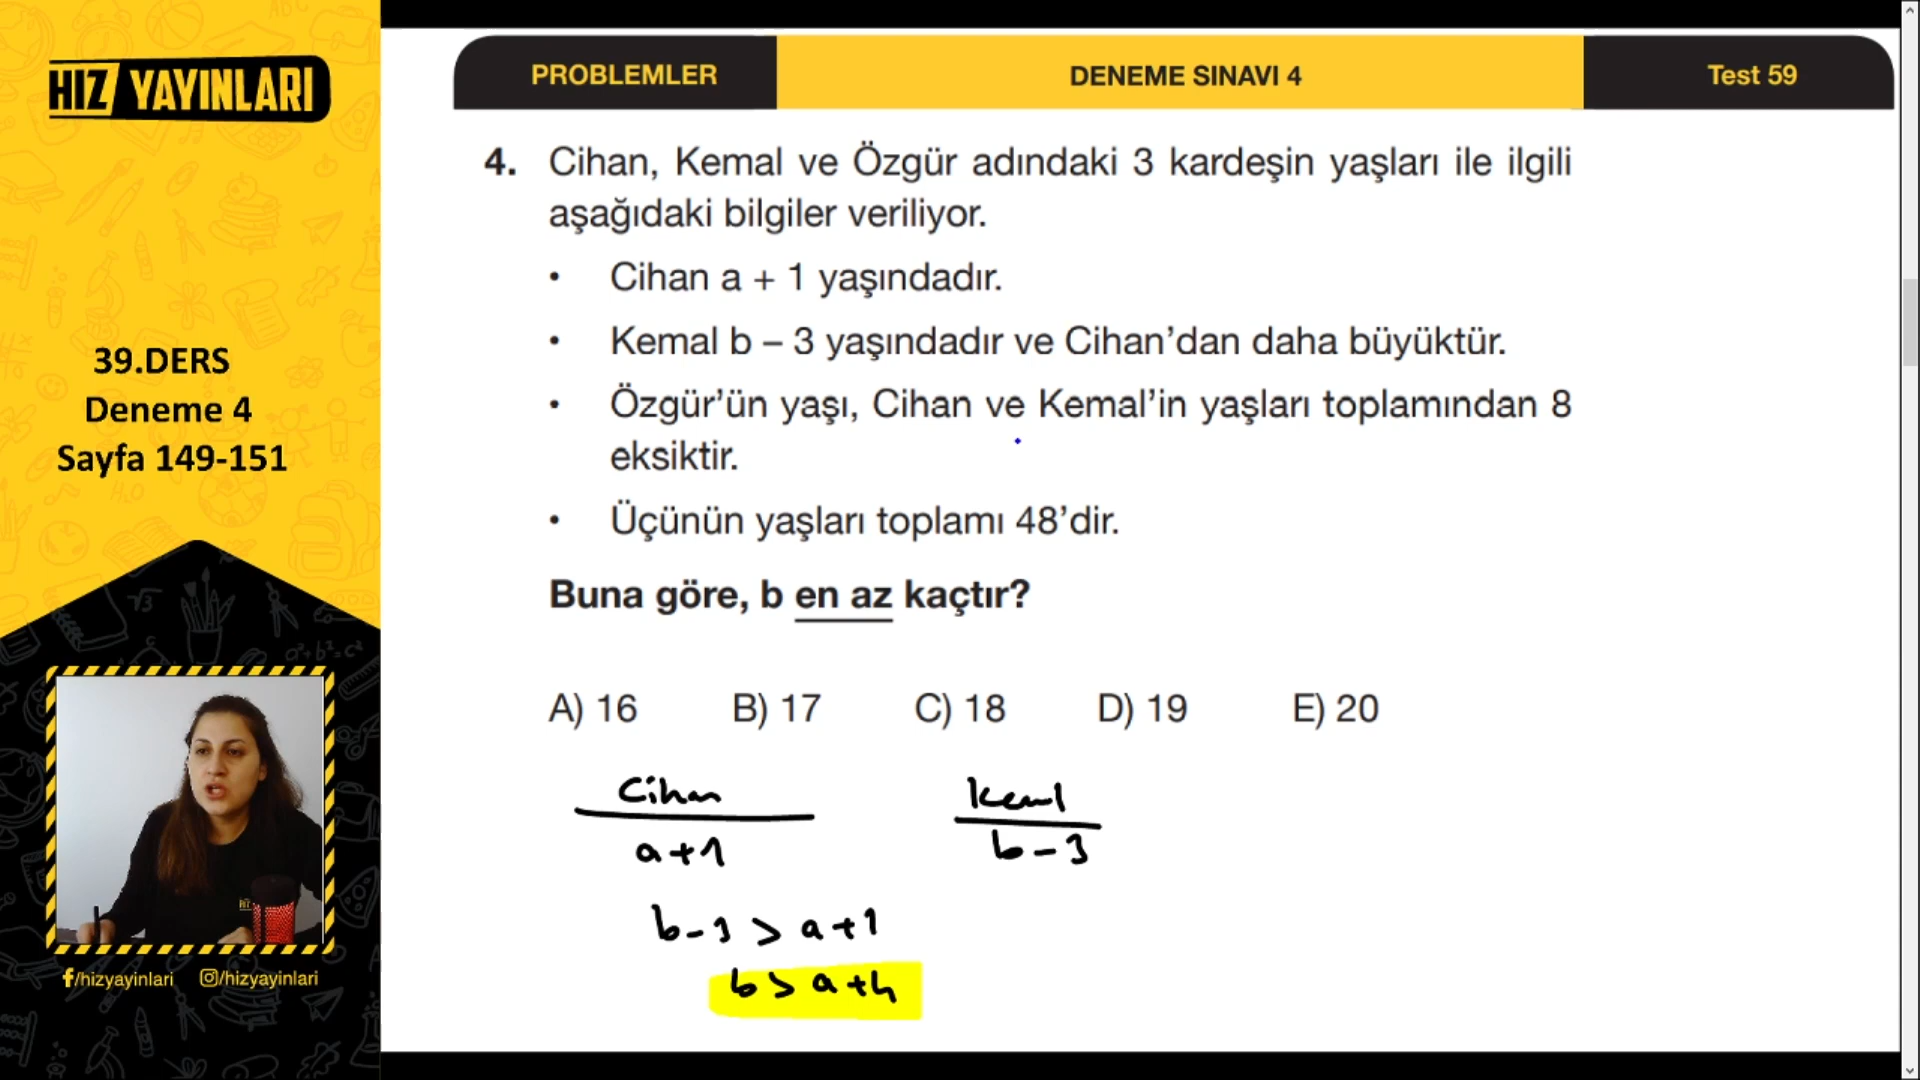 HIZ YAYINLARI
39.DERS
Deneme 4
Sayfa 149-151
/hizyayinlari /hizyayinlari
PROBLEMLER DENEME SINAVI 4 Test 59
4. Cihan, Kemal ve Özgür adındaki 3 kardeşin yaşları ile ilgili
aşağıdaki bilgiler veriliyor.
• Cihan a + 1 yaşındadır.
• Kemal b – 3 yaşındadır ve Cihan’dan daha büyüktür.
• Özgür’ün yaşı, Cihan ve Kemal’in yaşları toplamından 8
eksiktir.
• Üçünün yaşları toplamı 48’dir.
Buna göre, b en az kaçtır?
A) 16 B) 17 C) 18 D) 19 E) 20
Cihan Kemal
a+1 b-3
b-3 > a+1
b > a+4